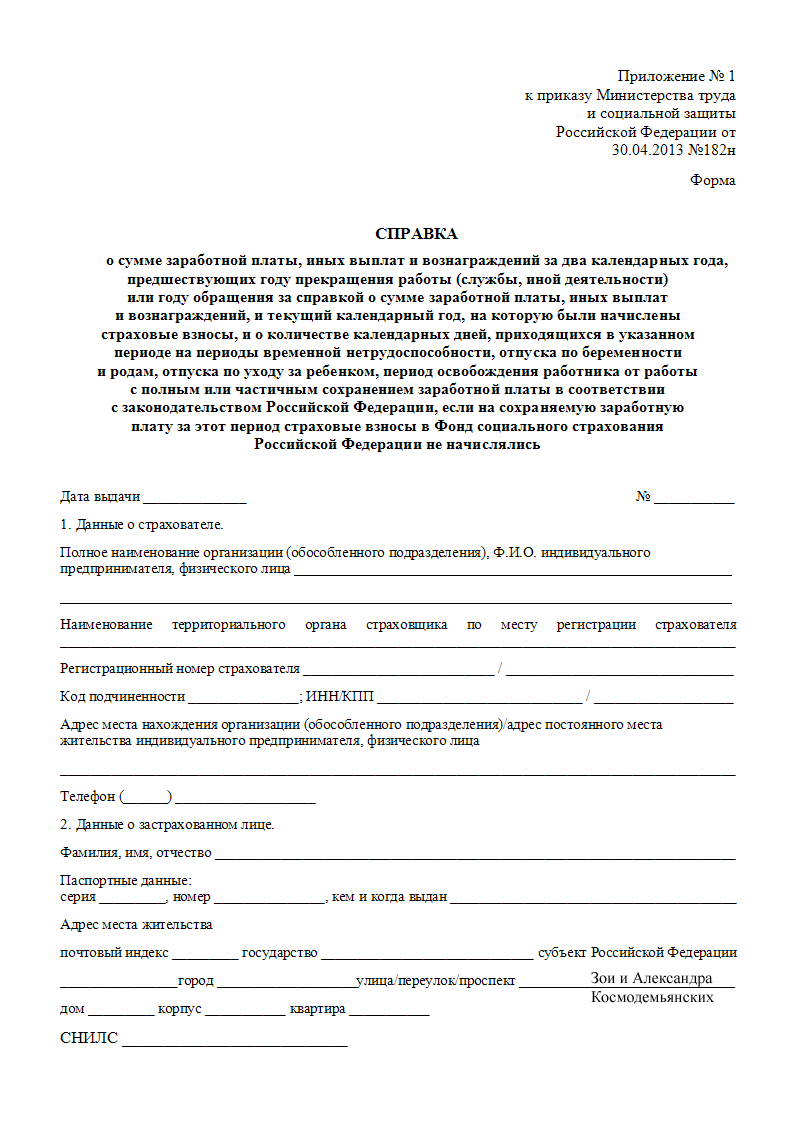 Приложение № 1
к приказу Министерства труда
и социальной защиты
Российской Федерации от
30.04.2013 №182н
Форма
СПРАВКА
о сумме заработной платы, иных выплат и вознаграждений за два календарных года,
предшествующих году прекращения работы (службы, иной деятельности)
или году обращения за справкой о сумме заработной платы, иных выплат
и вознаграждений, и текущий календарный год, на которую были начислены
страховые взносы, и о количестве календарных дней, приходящихся в указанном
периоде на периоды временной нетрудоспособности, отпуска по беременности
и родам, отпуска по уходу за ребенком, период освобождения работника от работы
с полным или частичным сохранением заработной платы в соответствии
с законодательством Российской Федерации, если на сохраняемую заработную
плату за этот период страховые взносы в Фонд социального страхования
Российской Федерации не начислялись
Дата выдачи ______________ № ___________
1. Данные о страхователе.
Полное наименование организации (обособленного подразделения), Ф.И.О. индивидуального
предпринимателя, физического лица ____________________________________________________________
Наименование территориального органа страховщика по месту регистрации страхователя
Регистрационный номер страхователя __________________________ / _______________________________
Код подчиненности _______________; ИНН/КПП ____________________________ / ___________________
Адрес места нахождения организации (обособленного подразделения)/адрес постоянного места
жительства индивидуального предпринимателя, физического лица
Телефон (______) ___________________
2. Данные о застрахованном лице.
Фамилия, имя, отчество _______________________________________________________________________
Паспортные данные:
серия _________, номер _______________, кем и когда выдан _______________________________________
Адрес места жительства
почтовый индекс _________ государство _____________________________ субъект Российской Федерации
________________город ___________________улица/переулок/проспект Зои и Александра
Космодемьянских
дом _________ корпус ___________ квартира ___________
СНИЛС _____________________________